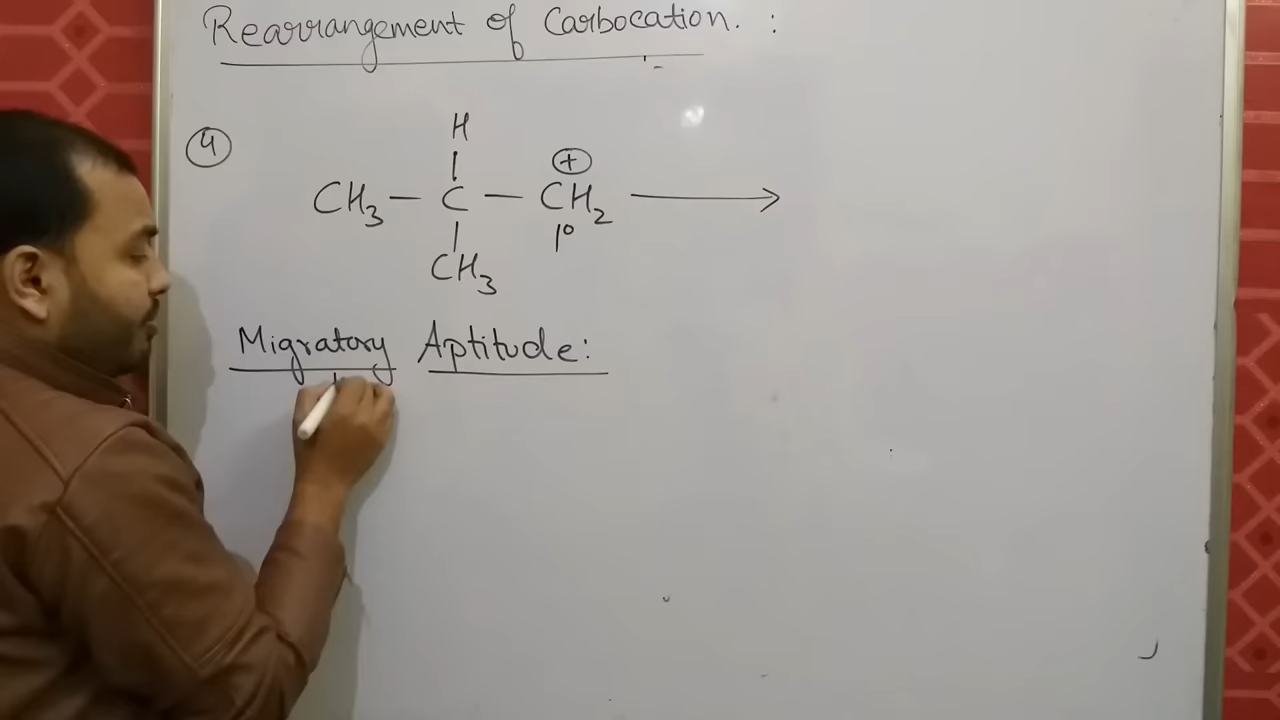 Rearrangement of Carbocation. :
4
H
+
CH3 - C - CH2 →
1°
CH3
Migratory Aptitude: